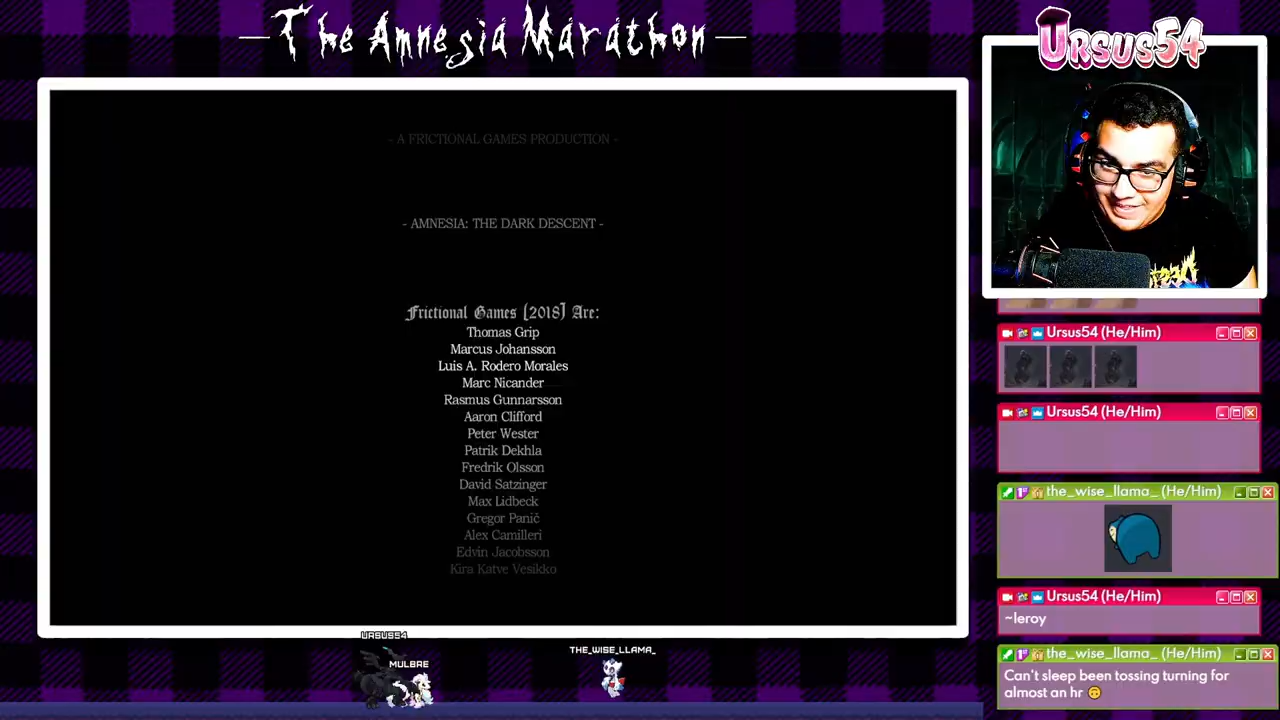 —The Amnesia Marathon—
Ursus54
- A FRICTIONAL GAMES PRODUCTION -
- AMNESIA: THE DARK DESCENT -
Frictional Games [2018] Are:
Thomas Grip
Marcus Johansson
Luis A. Rodero Morales
Marc Nicander
Rasmus Gunnarsson
Aaron Clifford
Peter Wester
Patrik Dekhla
Fredrik Olsson
David Satzinger
Max Lidbeck
Gregor Panič
Alex Camilleri
Edvin Jacobsson
Kira Katve Vesikko
Ursus54 (He/Him)
Ursus54 (He/Him)
the_wise_llama_ (He/Him)
Ursus54 (He/Him)
~leroy
the_wise_llama_ (He/Him)
Can't sleep been tossing turning for
almost an hr 🙃
URSUS54
MULBRE
THE_WISE_LLAMA_